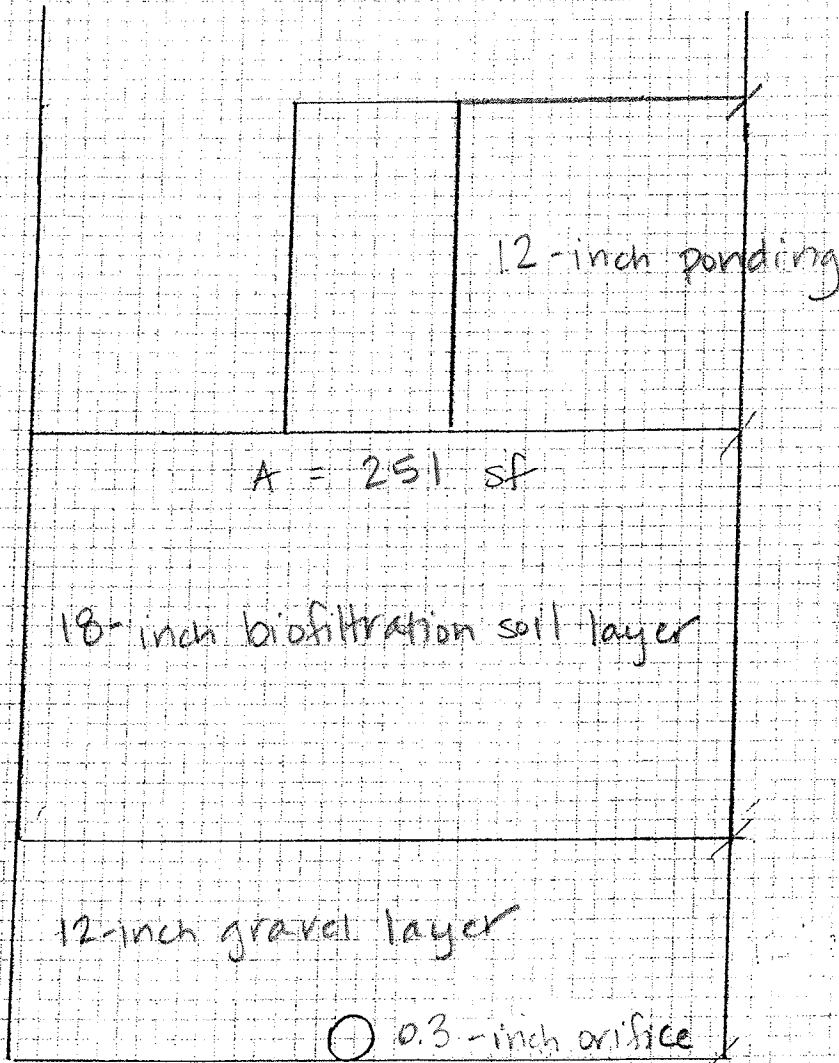 12-inch ponding
A = 251 sf
18-inch biofiltration soil layer
12-inch gravel layer
0.3-inch orifice